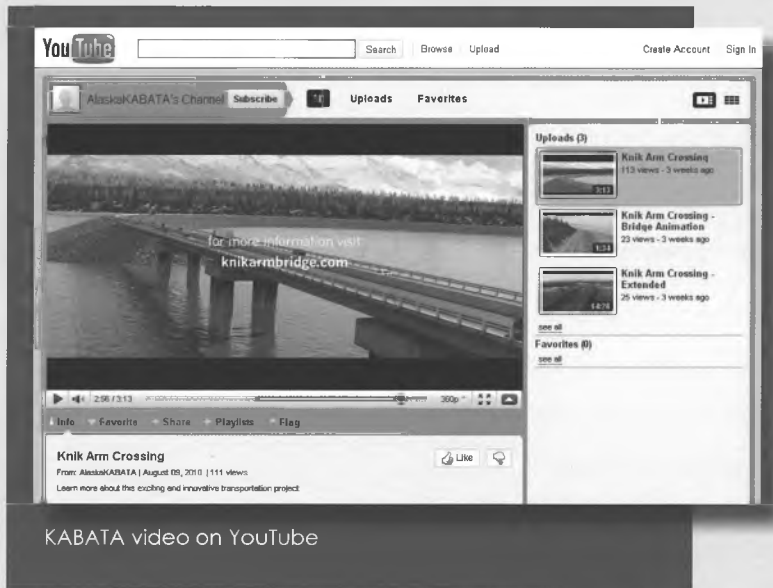 YouTube
Search Browse Upload Create Account Sign In
AlaskaKABATA's Channel Subscribe Uploads Favorites
for more information visit
knikarmbridge.com
Uploads (3)
Knik Arm Crossing
113 views - 3 weeks ago
3:13
Knik Arm Crossing -
Bridge Animation
23 views - 3 weeks ago
1:34
Knik Arm Crossing -
Extended
25 views - 3 weeks ago
14:26
see all
Favorites (0)
see all
2:56 / 3:13 360p
Info Favorite Share Playlists Flag
Knik Arm Crossing
Like
From: AlaskaKABATA | August 09, 2010 | 111 views
Learn more about this exciting and innovative transportation project
KABATA video on YouTube